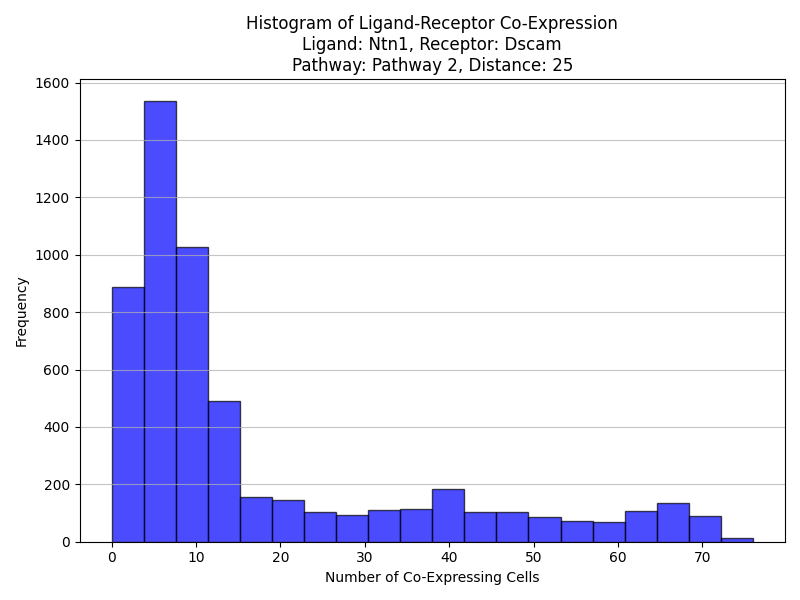 Histogram of Ligand-Receptor Co-Expression
Ligand: Ntn1, Receptor: Dscam
Pathway: Pathway 2, Distance: 25
1600
1400
1200
1000
800
600
400
200
0
Frequency
0 10 20 30 40 50 60 70
Number of Co-Expressing Cells